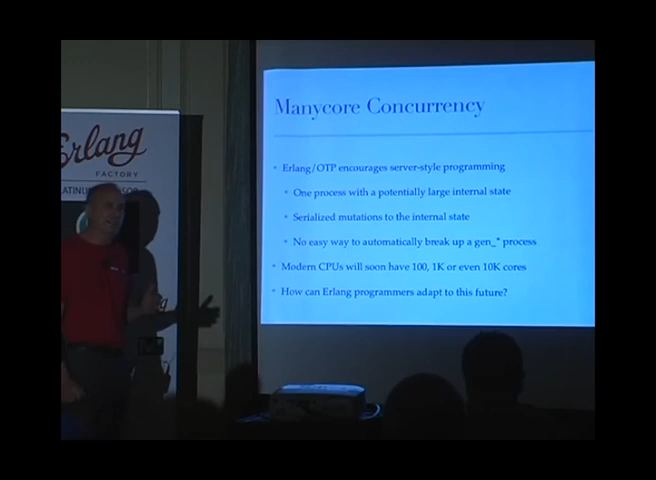 Erlang
FACTORY
Manycore Concurrency
Erlang/OTP encourages server-style programming
One process with a potentially large internal state
Serialized mutations to the internal state
No easy way to automatically break up a gen_* process
Modern CPUs will soon have 100, 1K or even 10K cores
How can Erlang programmers adapt to this future?